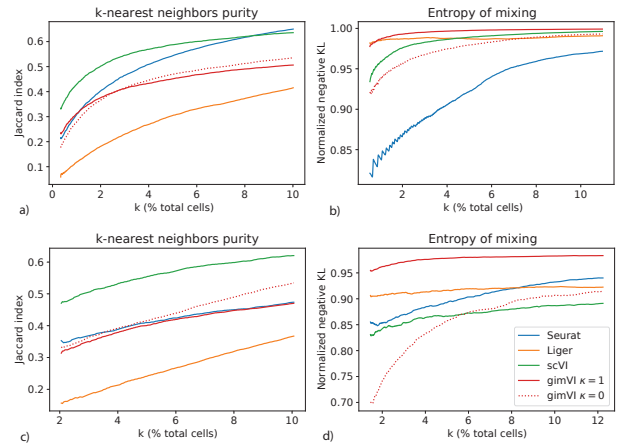 k-nearest neighbors purity
Jaccard index
0.6
0.5
0.4
0.3
0.2
0.1
0
2
4
6
8
10
k (% total cells)
a)
Entropy of mixing
Normalized negative KL
1.00
0.95
0.90
0.85
2
4
6
8
10
k (% total cells)
b)
k-nearest neighbors purity
Jaccard index
0.6
0.5
0.4
0.3
0.2
2
4
6
8
10
k (% total cells)
c)
Entropy of mixing
Normalized negative KL
0.95
0.90
0.85
0.80
0.75
0.70
2
4
6
8
10
12
k (% total cells)
d)
Seurat
Liger
scVI
gimVI κ = 1
gimVI κ = 0